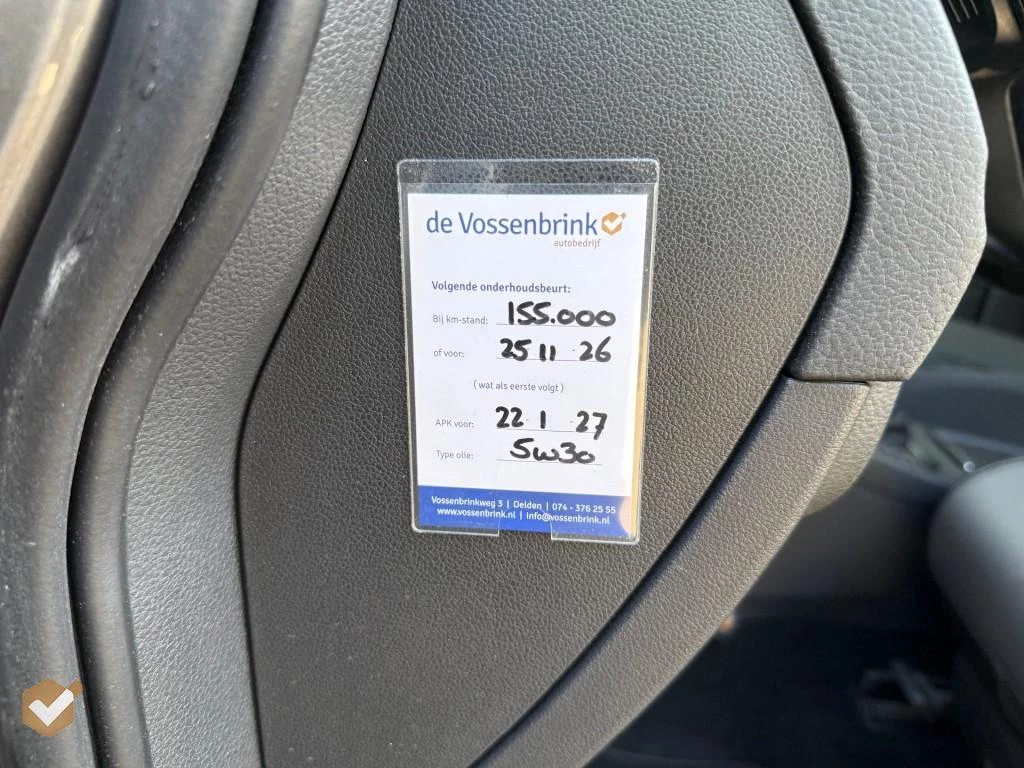 de Vossenbrink
autobedrijf
Volgende onderhoudsbeurt:
Bij km-stand: 155.000
of voor: 25 11 26
( wat als eerste volgt )
APK voor: 22 1 27
Type olie: 5w30
Vossenbrinkweg 3 | Delden | 074 - 376 25 55
www.vossenbrink.nl | info@vossenbrink.nl